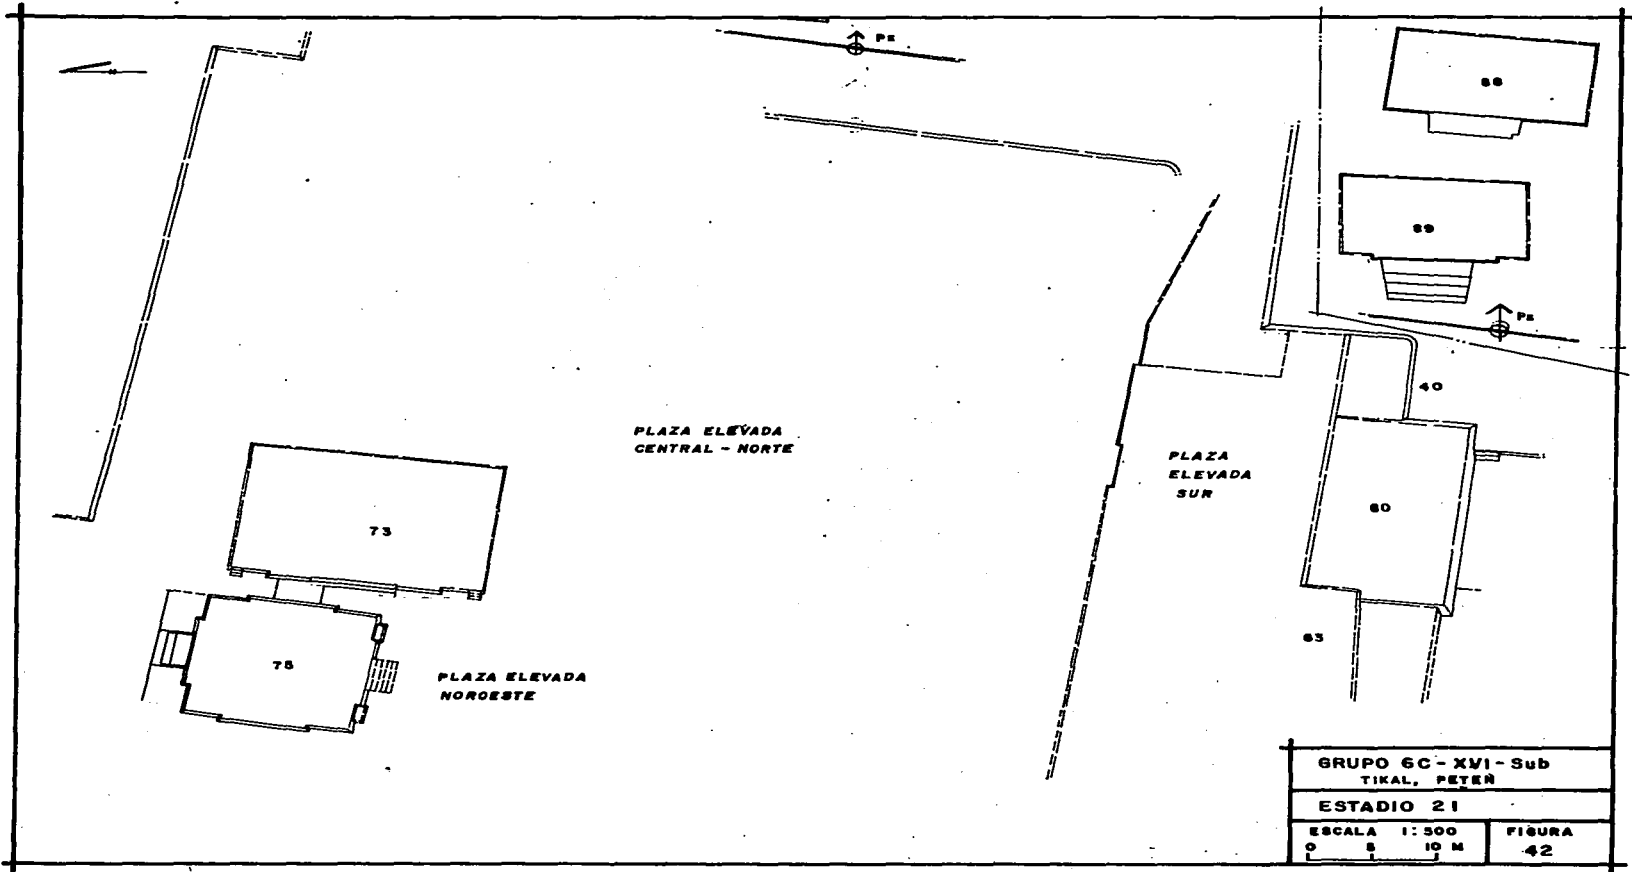 Pz
88
89
Pz
40
PLAZA ELEVADA
CENTRAL - NORTE
PLAZA
ELEVADA
SUR
60
73
63
75
PLAZA ELEVADA
NOROESTE
GRUPO 6C - XVI - Sub
TIKAL, PETEN
ESTADIO 21
ESCALA 1:500
0 5 10 M
FIGURA
42